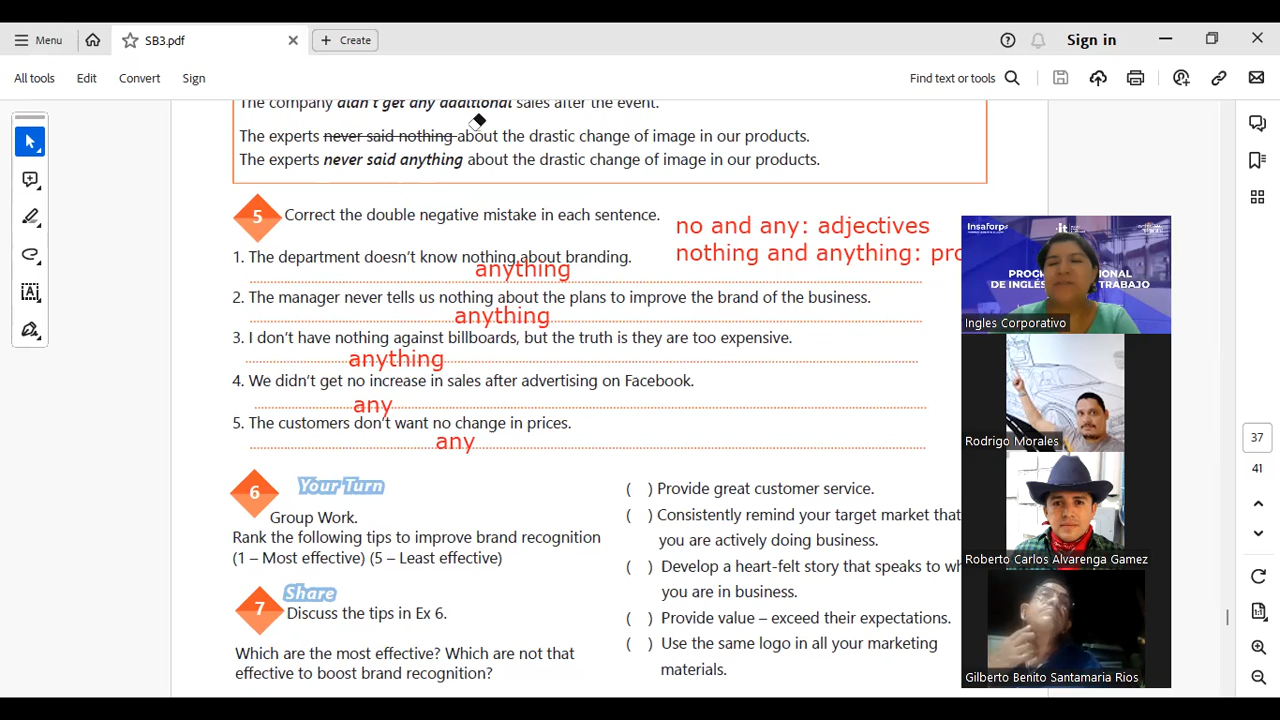 Menu
SB3.pdf
Create
Sign in
All tools
Edit
Convert
Sign
Find text or tools
The company didn't get any additional sales after the event.
The experts never said nothing about the drastic change of image in our products.
The experts never said anything about the drastic change of image in our products.
5 Correct the double negative mistake in each sentence.
no and any: adjectives
nothing and anything: pro
1. The department doesn't know nothing about branding.
anything
2. The manager never tells us nothing about the plans to improve the brand of the business.
anything
3. I don't have nothing against billboards, but the truth is they are too expensive.
anything
4. We didn't get no increase in sales after advertising on Facebook.
any
5. The customers don't want no change in prices.
any
6 Your Turn
Group Work.
Rank the following tips to improve brand recognition
(1 – Most effective) (5 – Least effective)
7 Share
Discuss the tips in Ex 6.
Which are the most effective? Which are not that
effective to boost brand recognition?
( ) Provide great customer service.
( ) Consistently remind your target market that
you are actively doing business.
( ) Develop a heart-felt story that speaks to wh
you are in business.
( ) Provide value – exceed their expectations.
( ) Use the same logo in all your marketing
materials.
Insaforp
it
PROG
IONAL
DE INGLÉ
TRABAJO
Ingles Corporativo
Rodrigo Morales
Roberto Carlos Alvarenga Gamez
Gilberto Benito Santamaria Rios
37
41
1:1